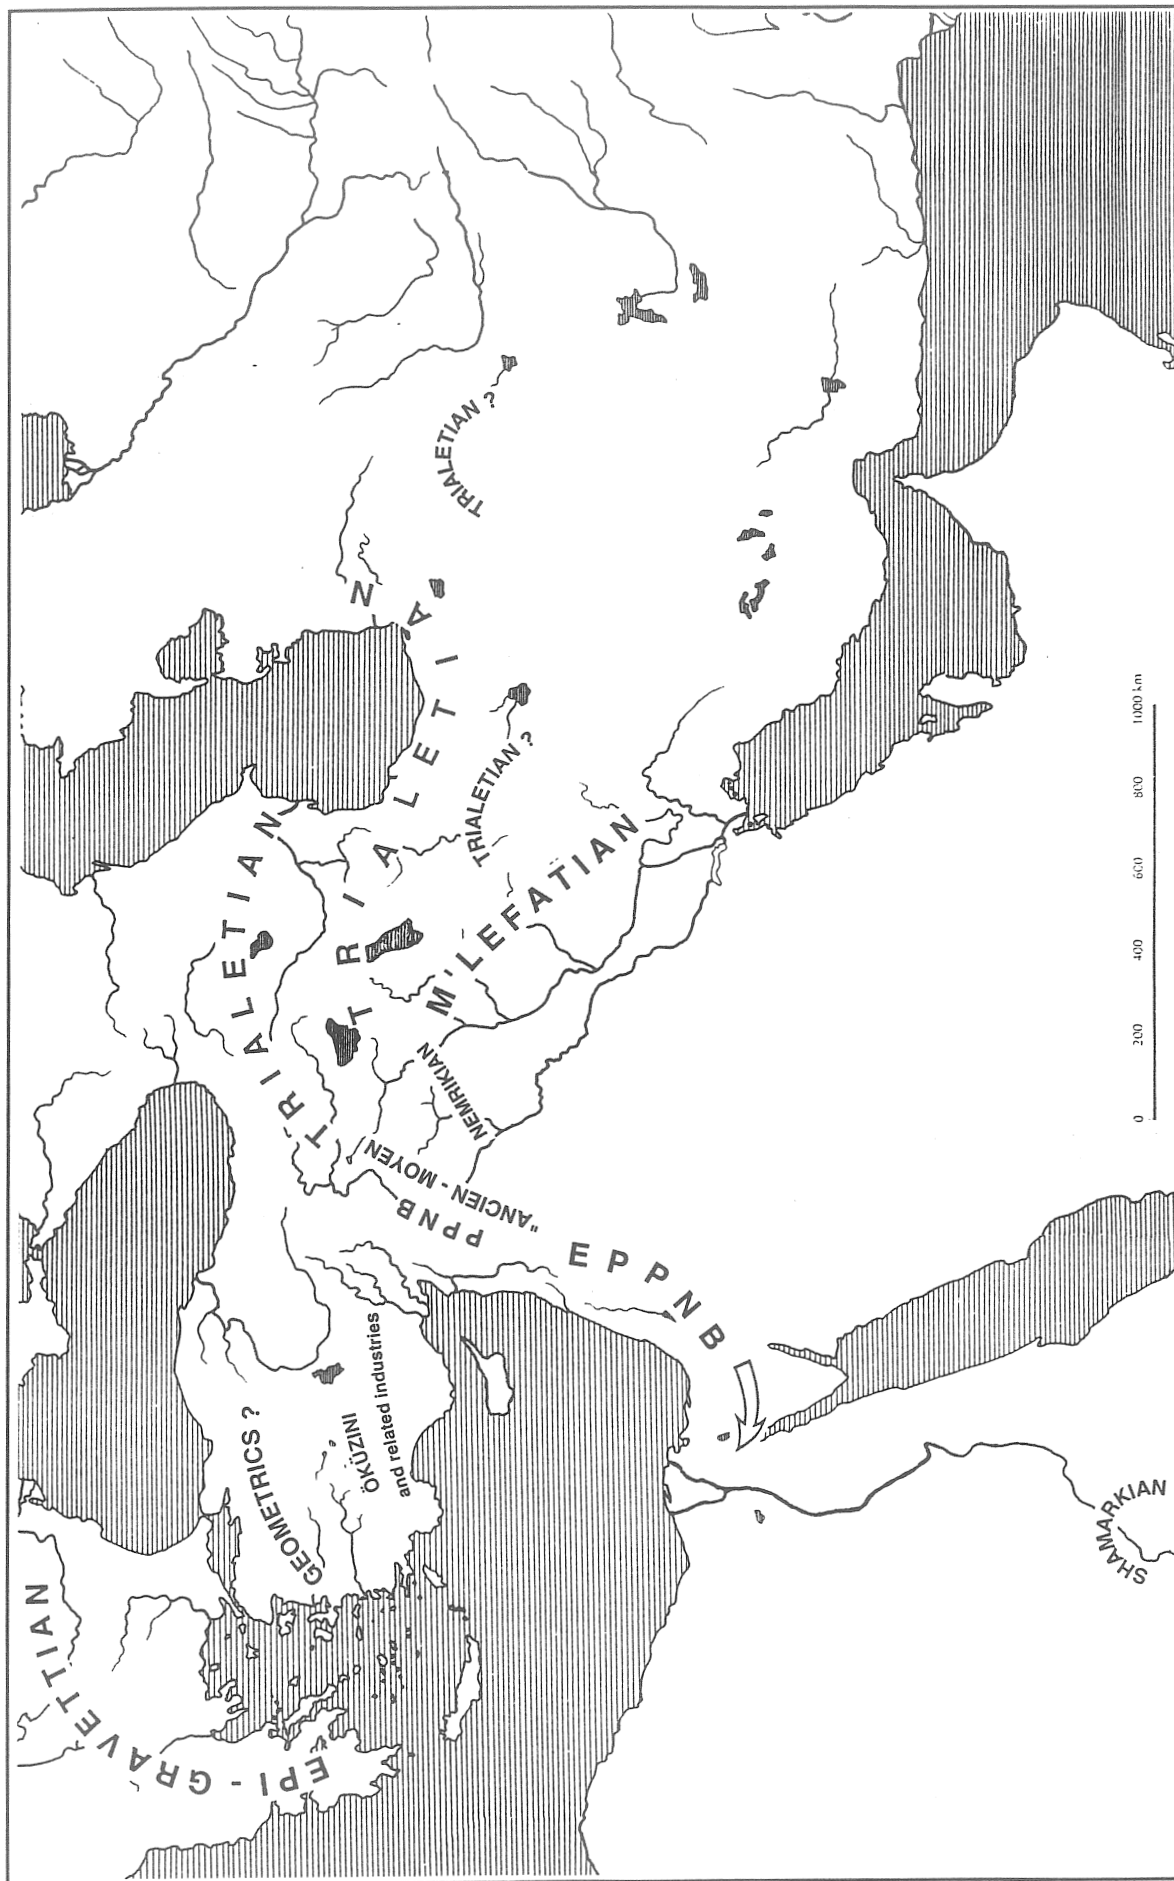 EPI - GRAVETTIAN
GEOMETRICS ?
ÖKÜZINI
and related industries
TRIALETIAN
TRIALETIAN
TRIALETIAN ?
TRIALETIAN ?
M'LEFATIAN
NEMRIKIAN
PPNB
"ANCIEN - MOYEN
EPPNB
SHAMARKIAN
0 200 400 600 800 1000 km